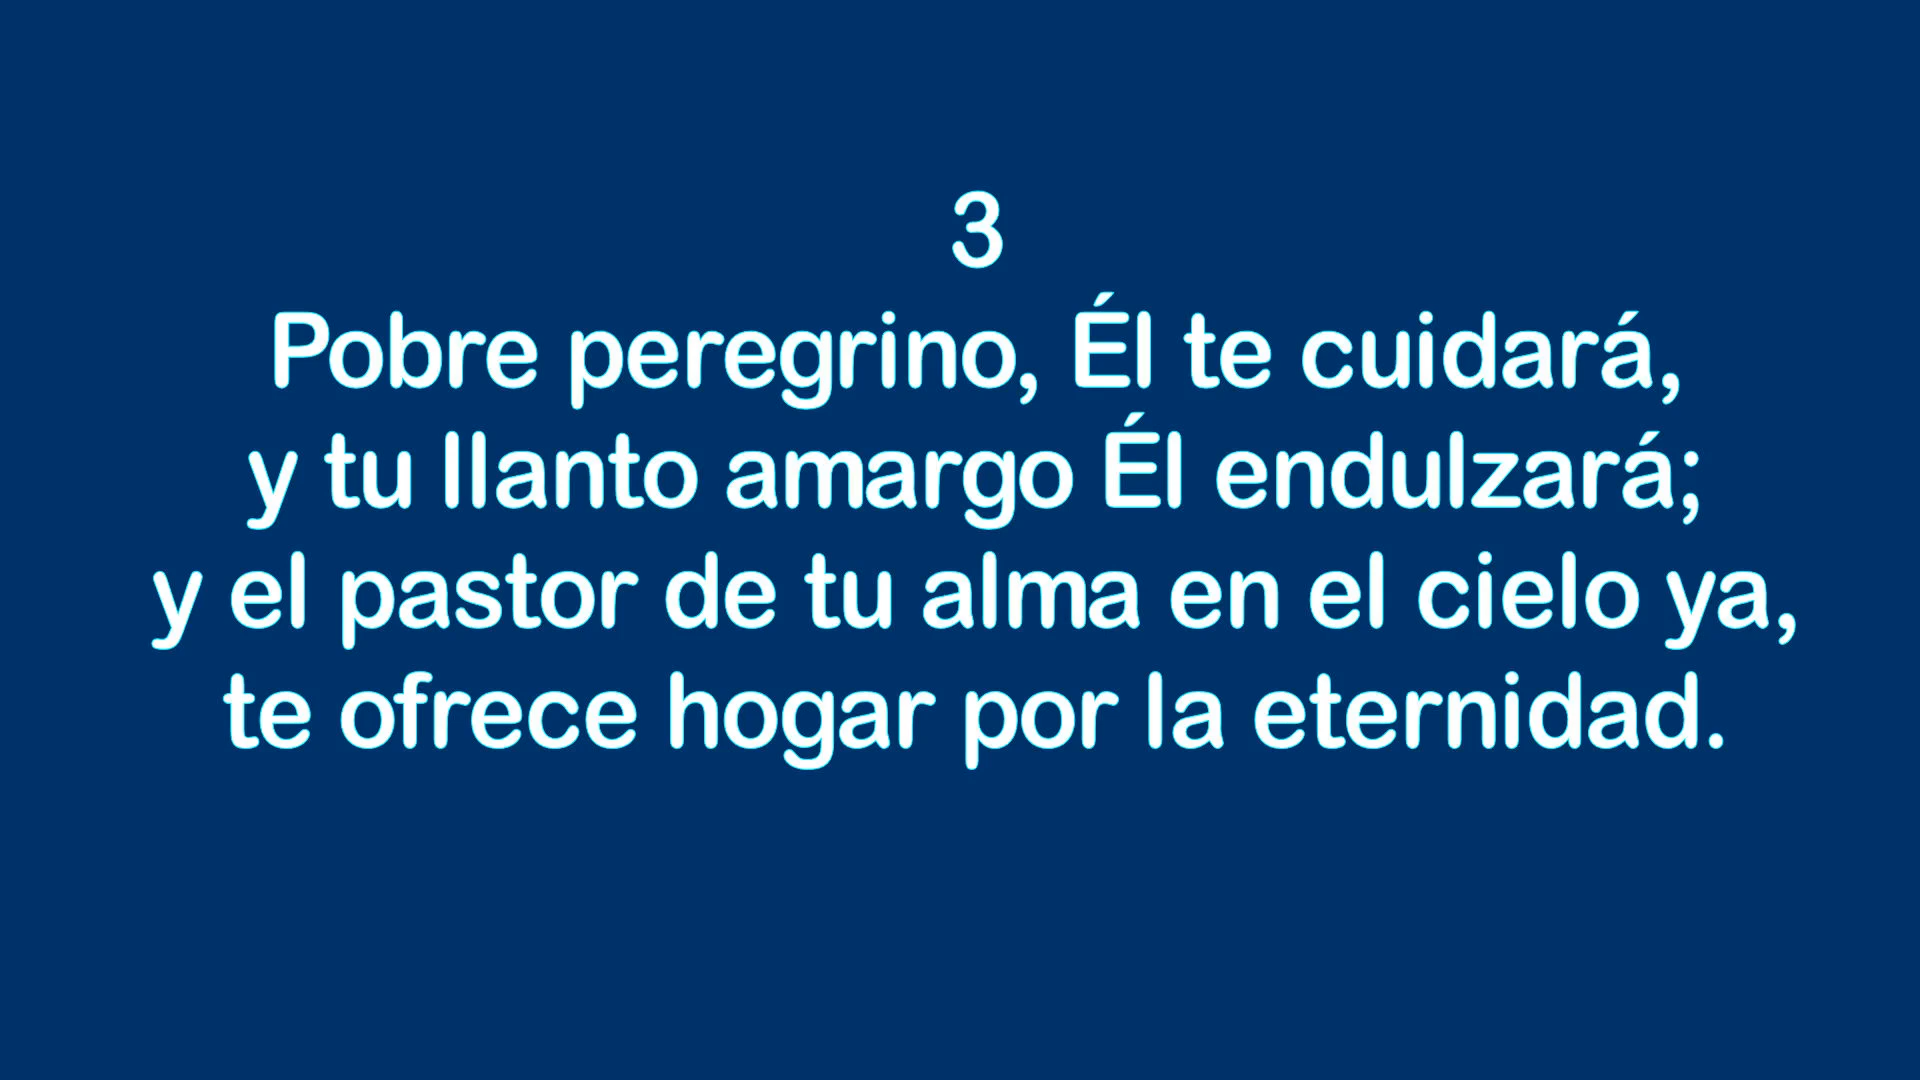 3
Pobre peregrino, Él te cuidará,
y tu llanto amargo Él endulzará;
y el pastor de tu alma en el cielo ya,
te ofrece hogar por la eternidad.